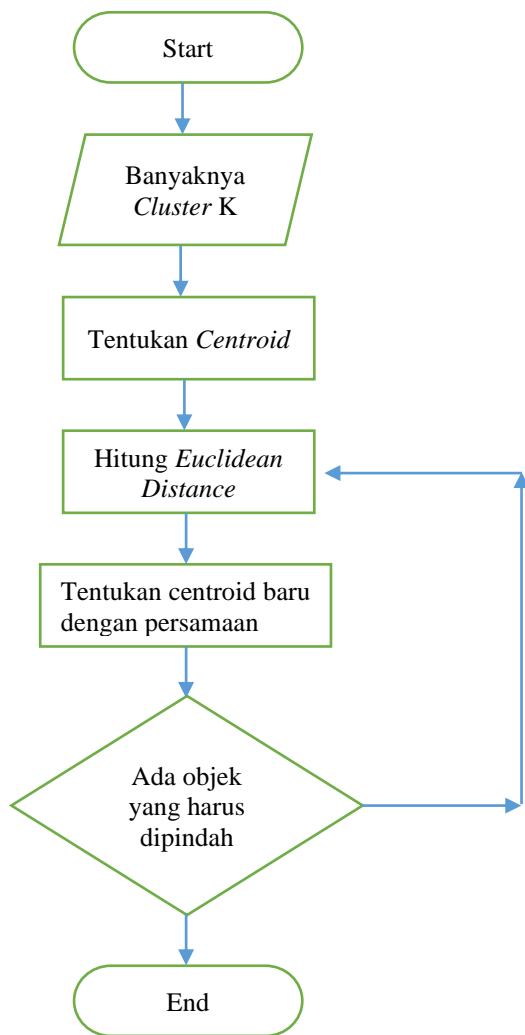 Start
Banyaknya
Cluster K
Tentukan Centroid
Hitung Euclidean
Distance
Tentukan centroid baru
dengan persamaan
Ada objek
yang harus
dipindah
End